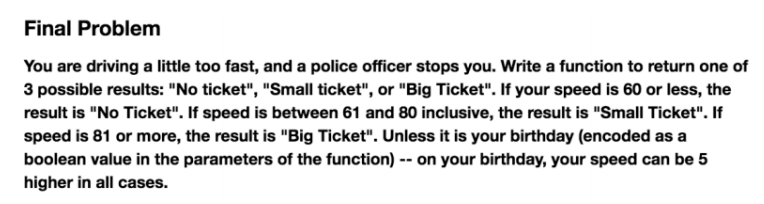 Final Problem
You are driving a little too fast, and a police officer stops you. Write a function to return one of
3 possible results: "No ticket", "Small ticket", or "Big Ticket". If your speed is 60 or less, the
result is "No Ticket". If speed is between 61 and 80 inclusive, the result is "Small Ticket". If
speed is 81 or more, the result is "Big Ticket". Unless it is your birthday (encoded as a
boolean value in the parameters of the function) -- on your birthday, your speed can be 5
higher in all cases.